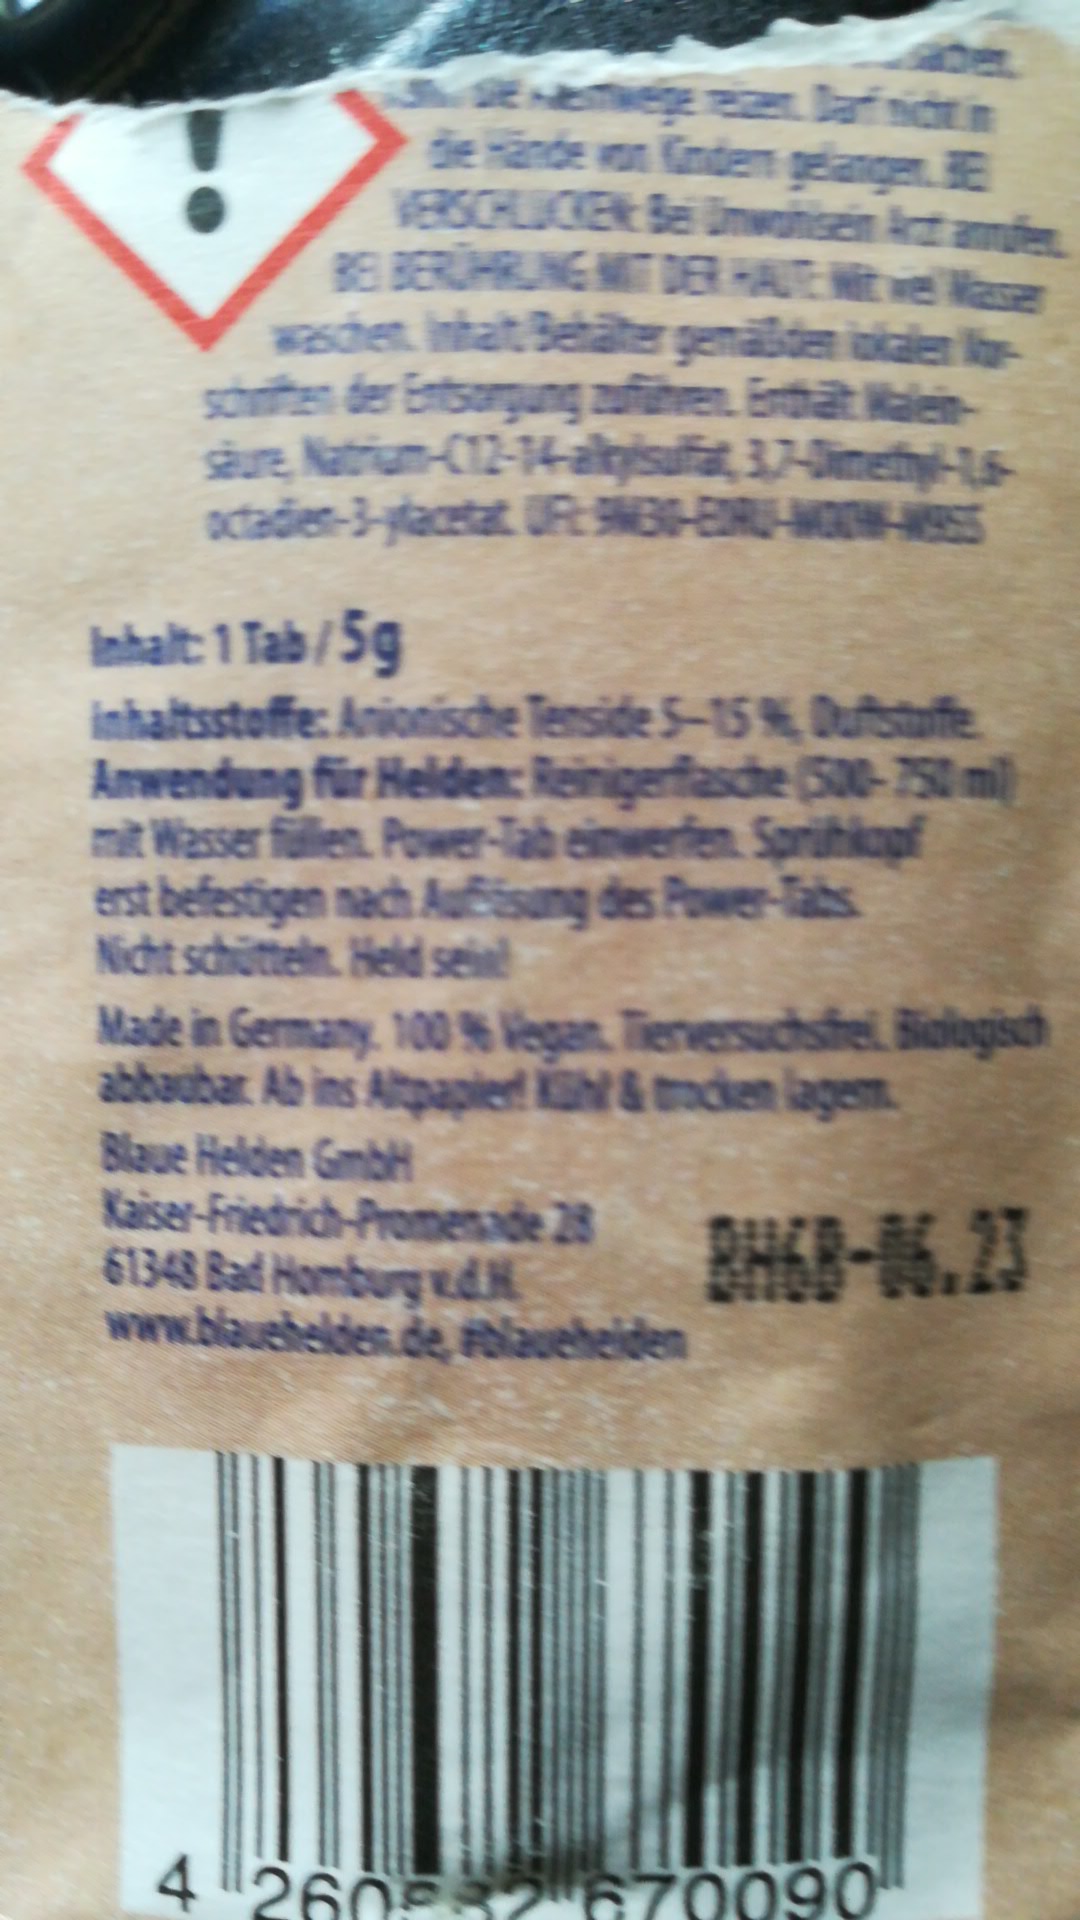 die Atemwege reizen. Darf nicht in
die Hände von Kindern gelangen. BEI
VERSCHLUCKEN: Bei Unwohlsein Arzt anrufen.
BEI BERÜHRUNG MIT DER HAUT: Mit viel Wasser
waschen. Inhalt/Behälter gemäß den lokalen Vor-
schriften der Entsorgung zuführen. Enthält Malein-
säure, Natrium-C12-14-alkylsulfat, 3,7-Dimethyl-1,6-
octadien-3-ylacetat. UFI:
Inhalt: 1 Tab / 5g
Inhaltsstoffe: Anionische Tenside 5–15 %, Duftstoffe.
Anwendung für Helden: Reinigerflasche (500- 750 ml)
mit Wasser füllen. Power-Tab einwerfen. Sprühkopf
erst befestigen nach Auflösung des Power-Tabs.
Nicht schütteln. Held sein!
Made in Germany. 100 % Vegan. Tierversuchsfrei. Biologisch
abbaubar. Ab ins Altpapier! Kühl & trocken lagern.
Blaue Helden GmbH
Kaiser-Friedrich-Promenade 28
61348 Bad Homburg v.d.H.
www.blauehelden.de, #blauehelden
BH6B-06.23
4 670090